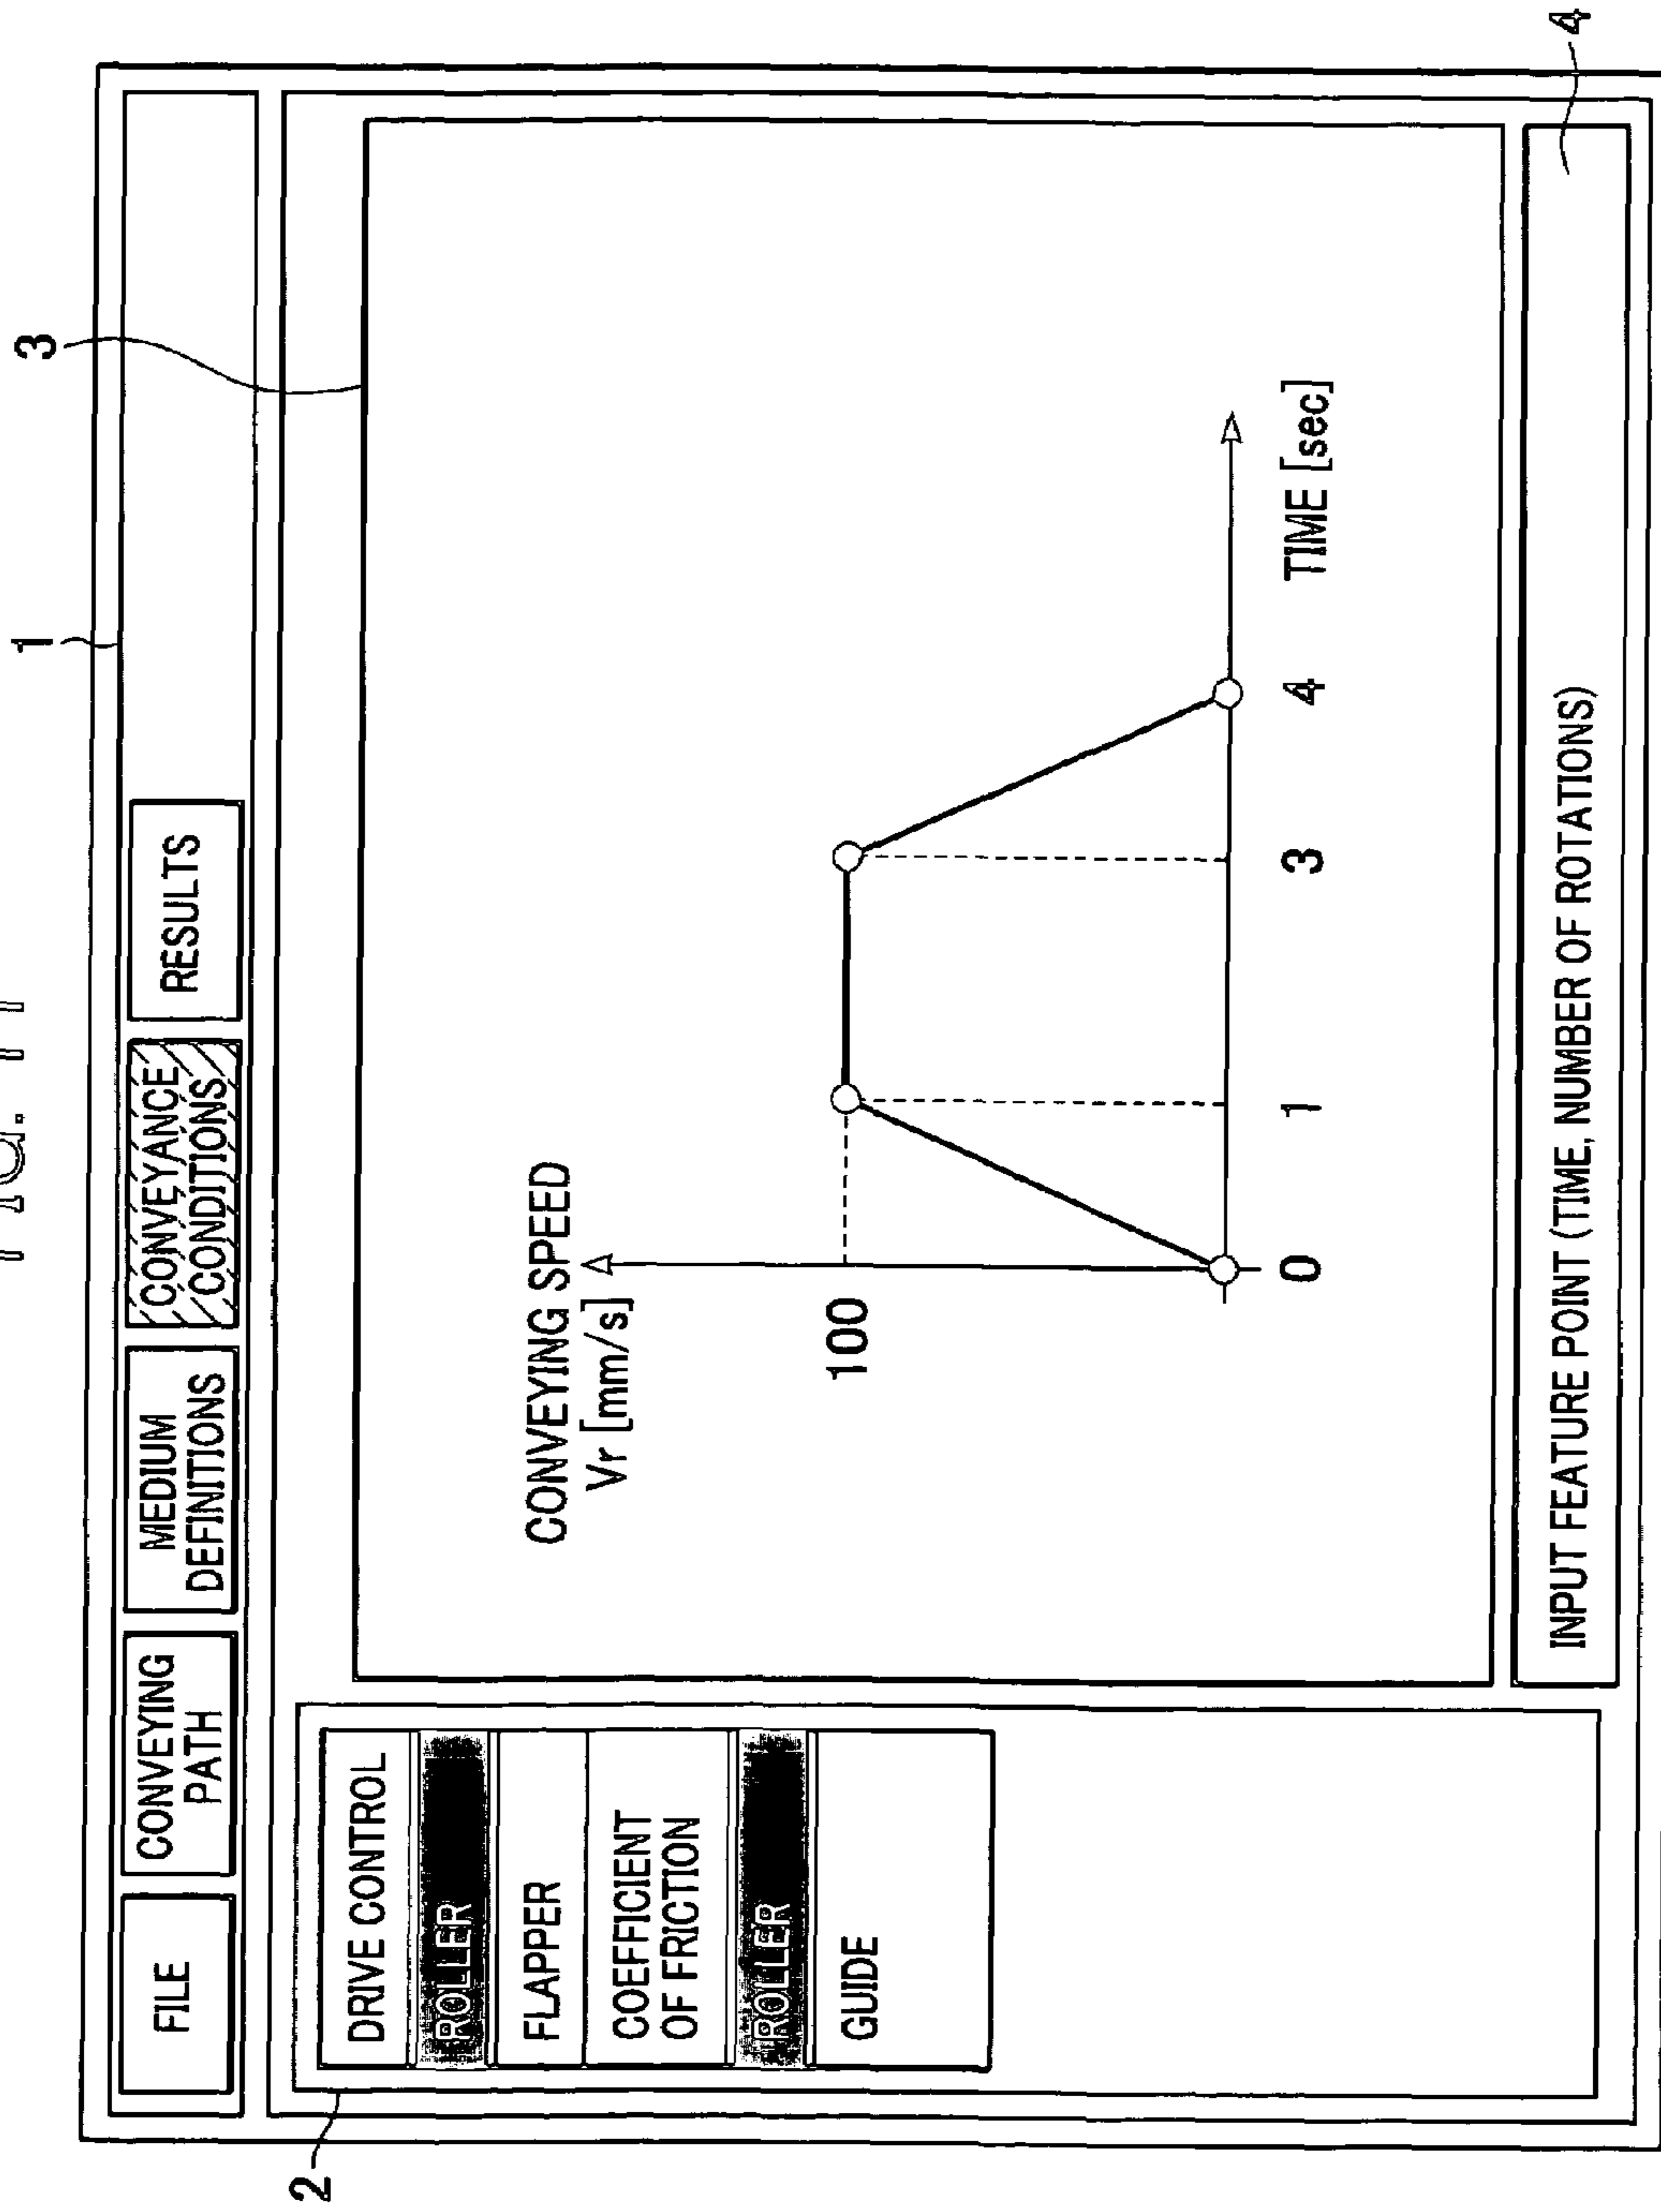 1
3
FILE
CONVEYING
PATH
MEDIUM
DEFINITIONS
CONVEYANCE
CONDITIONS
RESULTS
2
DRIVE CONTROL
ROLLER
FLAPPER
COEFFICIENT
OF FRICTION
ROLLER
GUIDE
CONVEYING SPEED
Vr [mm/s]
100
0
1
3
4
TIME [sec]
INPUT FEATURE POINT (TIME, NUMBER OF ROTATIONS)
4